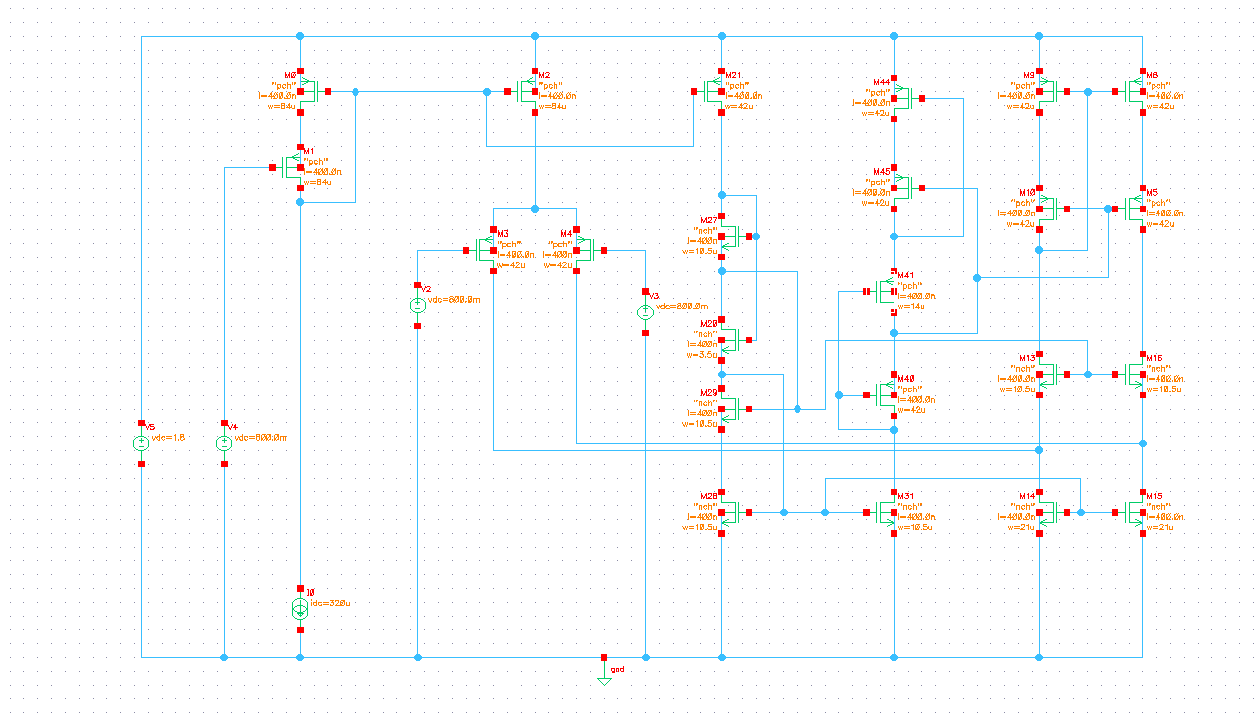 M0
"pch"
l=400.0n
w=84u
M2
"pch"
l=400.0n
w=84u
M21
"pch"
l=400.0n
w=42u
M44
"pch"
l=400.0n
w=42u
M9
"pch"
l=400.0n
w=42u
M8
"pch"
l=400.0n
w=42u
M1
"pch"
l=400.0n
w=84u
M45
"pch"
l=400.0n
w=42u
M10
"pch"
l=400.0n
w=42u
M5
"pch"
l=400.0n
w=42u
M3
"pch"
l=400.0n
w=42u
M4
"pch"
l=400.0n
w=42u
M27
"nch"
l=400n
w=10.5u
M41
"pch"
l=400.0n
w=14u
V2
vdc=800.0m
V3
vdc=800.0m
M20
"nch"
l=400n
w=3.5u
M13
"nch"
l=400.0n
w=10.5u
M16
"nch"
l=400.0n
w=10.5u
M29
"nch"
l=400n
w=10.5u
M40
"pch"
l=400.0n
w=42u
V5
vdc=1.8
V4
vdc=800.0m
M28
"nch"
l=400n
w=10.5u
M31
"nch"
l=400.0n
w=10.5u
M14
"nch"
l=400.0n
w=21u
M15
"nch"
l=400.0n
w=21u
I0
idc=320u
gnd